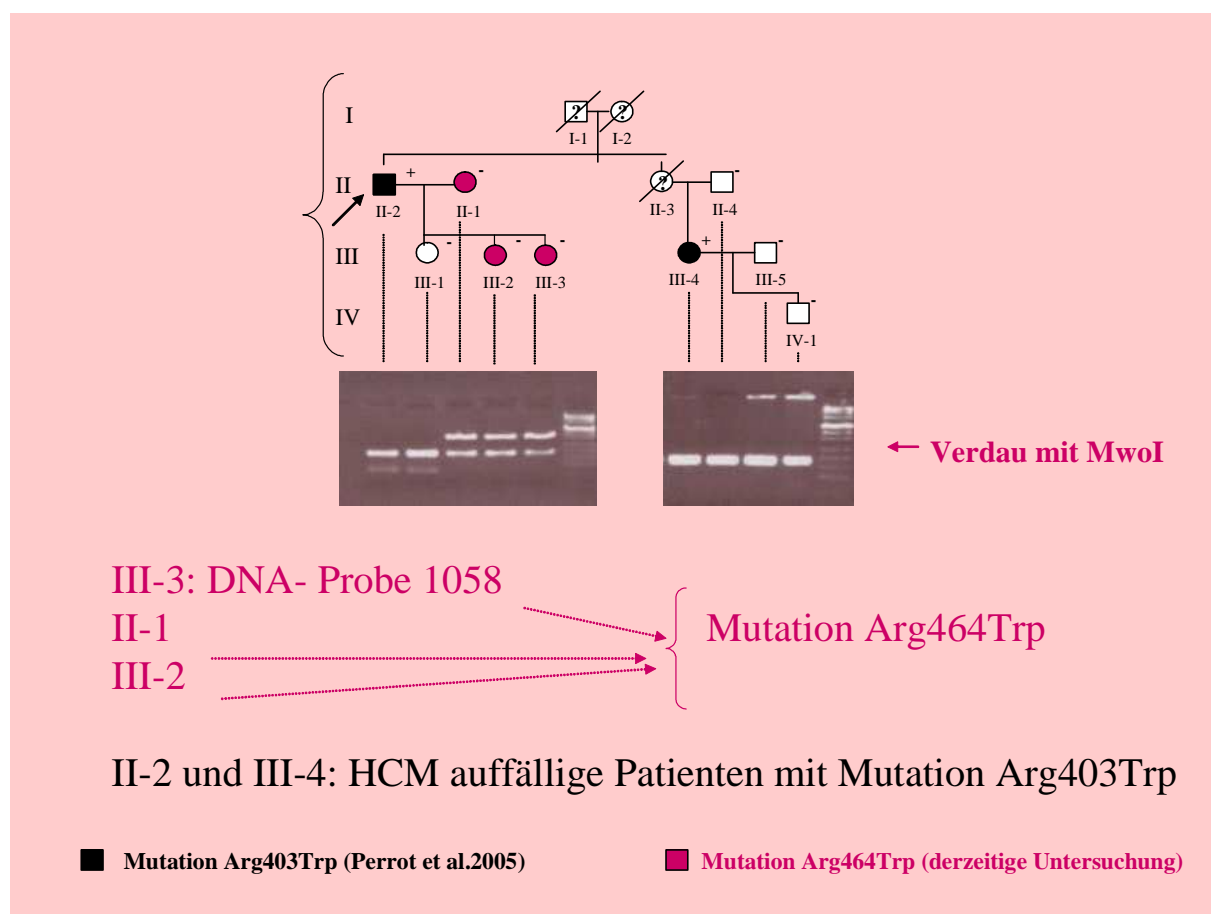 I
? ?
I-1 I-2
II + - ? -
II-2 II-1 II-3 II-4
III - - - + -
III-1 III-2 III-3 III-4 III-5
IV -
IV-1
← Verdau mit MwoI
III-3: DNA- Probe 1058
II-1 Mutation Arg464Trp
III-2
II-2 und III-4: HCM auffällige Patienten mit Mutation Arg403Trp
Mutation Arg403Trp (Perrot et al.2005) Mutation Arg464Trp (derzeitige Untersuchung)